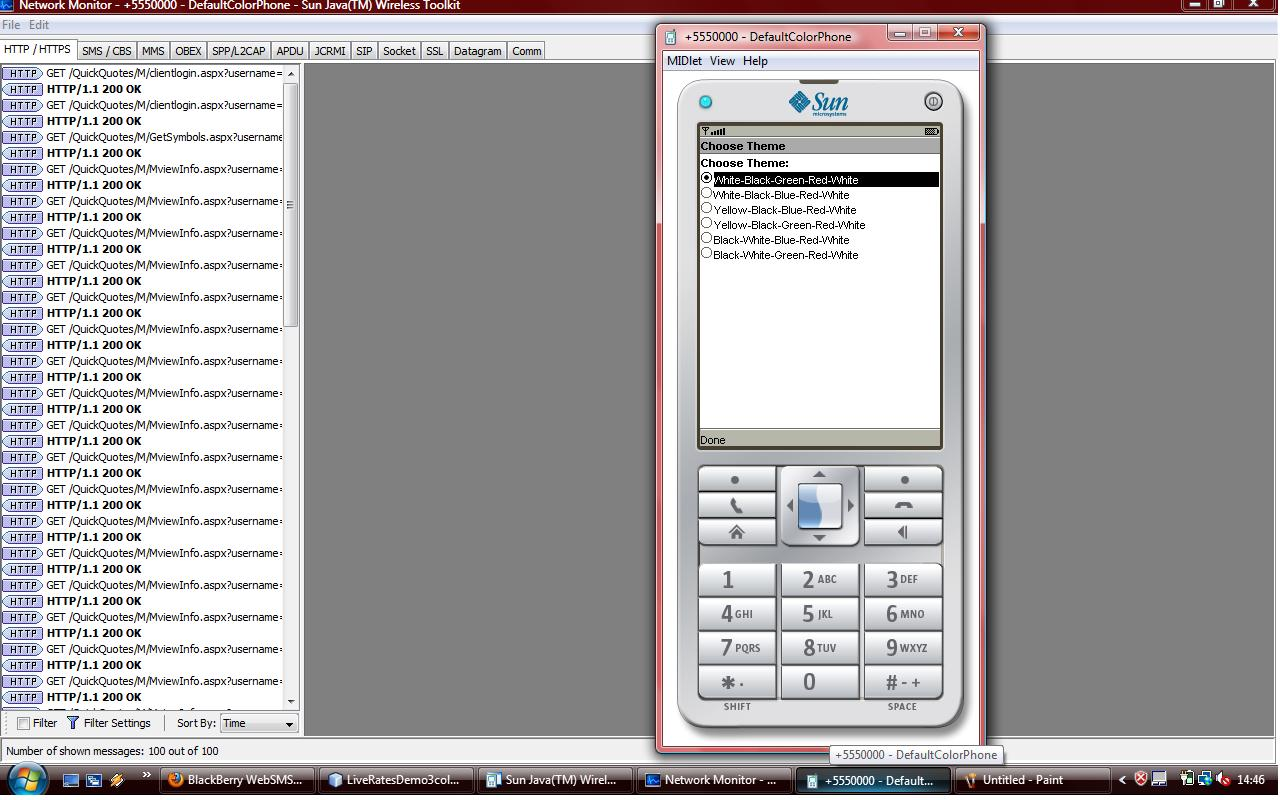 Network Monitor - +5550000 - DefaultColorPhone - Sun Java(TM) Wireless Toolkit
File Edit
HTTP / HTTPS SMS / CBS MMS OBEX SPP/L2CAP APDU JCRMI SIP Socket SSL Datagram Comm
HTTP GET /QuickQuotes/M/clientlogin.aspx?username=
HTTP HTTP/1.1 200 OK
HTTP GET /QuickQuotes/M/clientlogin.aspx?username=
HTTP HTTP/1.1 200 OK
HTTP GET /QuickQuotes/M/GetSymbols.aspx?username
HTTP HTTP/1.1 200 OK
HTTP GET /QuickQuotes/M/MviewInfo.aspx?username=
HTTP HTTP/1.1 200 OK
HTTP GET /QuickQuotes/M/MviewInfo.aspx?username=
HTTP HTTP/1.1 200 OK
HTTP GET /QuickQuotes/M/MviewInfo.aspx?username=
HTTP HTTP/1.1 200 OK
HTTP GET /QuickQuotes/M/MviewInfo.aspx?username=
HTTP HTTP/1.1 200 OK
HTTP GET /QuickQuotes/M/MviewInfo.aspx?username=
HTTP HTTP/1.1 200 OK
HTTP GET /QuickQuotes/M/MviewInfo.aspx?username=
HTTP HTTP/1.1 200 OK
HTTP GET /QuickQuotes/M/MviewInfo.aspx?username=
HTTP HTTP/1.1 200 OK
HTTP GET /QuickQuotes/M/MviewInfo.aspx?username=
HTTP HTTP/1.1 200 OK
HTTP GET /QuickQuotes/M/MviewInfo.aspx?username=
HTTP HTTP/1.1 200 OK
HTTP GET /QuickQuotes/M/MviewInfo.aspx?username=
HTTP HTTP/1.1 200 OK
HTTP GET /QuickQuotes/M/MviewInfo.aspx?username=
HTTP HTTP/1.1 200 OK
HTTP GET /QuickQuotes/M/MviewInfo.aspx?username=
HTTP HTTP/1.1 200 OK
HTTP GET /QuickQuotes/M/MviewInfo.aspx?username=
HTTP HTTP/1.1 200 OK
HTTP GET /QuickQuotes/M/MviewInfo.aspx?username=
HTTP HTTP/1.1 200 OK
HTTP GET /QuickQuotes/M/MviewInfo.aspx?username=
HTTP HTTP/1.1 200 OK
HTTP GET /QuickQuotes/M/MviewInfo.aspx?username=
HTTP HTTP/1.1 200 OK
HTTP GET /QuickQuotes/M/MviewInfo.aspx?username=
HTTP HTTP/1.1 200 OK
Filter Filter Settings Sort By: Time
Number of shown messages: 100 out of 100
+5550000 - DefaultColorPhone
MIDlet View Help
Sun
microsystems
Choose Theme
Choose Theme:
White-Black-Green-Red-White
White-Black-Blue-Red-White
Yellow-Black-Blue-Red-White
Yellow-Black-Green-Red-White
Black-White-Blue-Red-White
Black-White-Green-Red-White
Done
1 2 ABC 3 DEF
4 GHI 5 JKL 6 MNO
7 PQRS 8 TUV 9 WXYZ
* . 0 # - +
SHIFT SPACE
+5550000 - DefaultColorPhone
BlackBerry WebSMS... LiveRatesDemo3col... Sun Java(TM) Wirel... Network Monitor - ... +5550000 - Default... Untitled - Paint 14:46